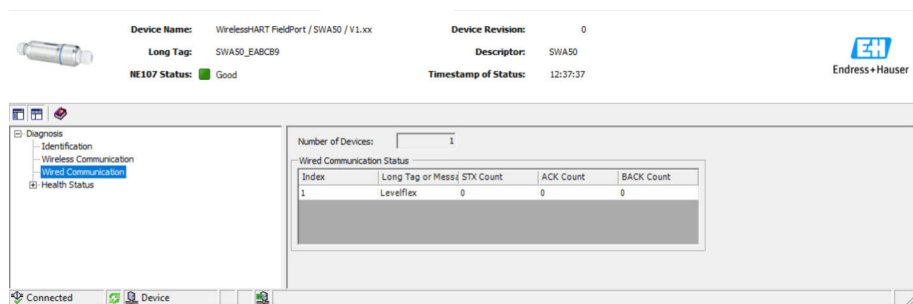 Device Name: WirelessHART FieldPort / SWA50 / V1.xx Device Revision: 0
Long Tag: SWA50_EABCB9 Descriptor: SWA50
NE107 Status: Good Timestamp of Status: 12:37:37
EH
Endress+Hauser
Diagnosis
Identification
Wireless Communication
Wired Communication
Health Status
Number of Devices: 1
Wired Communication Status
Index Long Tag or Messa STX Count ACK Count BACK Count
1 Levelflex 0 0 0
Connected Device